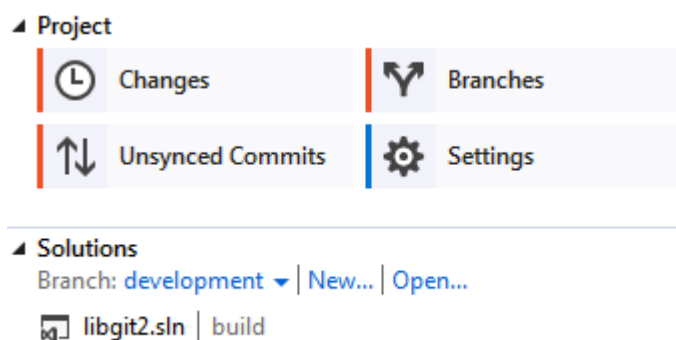 Project
Changes
Branches
Unsynced Commits
Settings
Solutions
Branch: development | New... | Open...
libgit2.sln | build